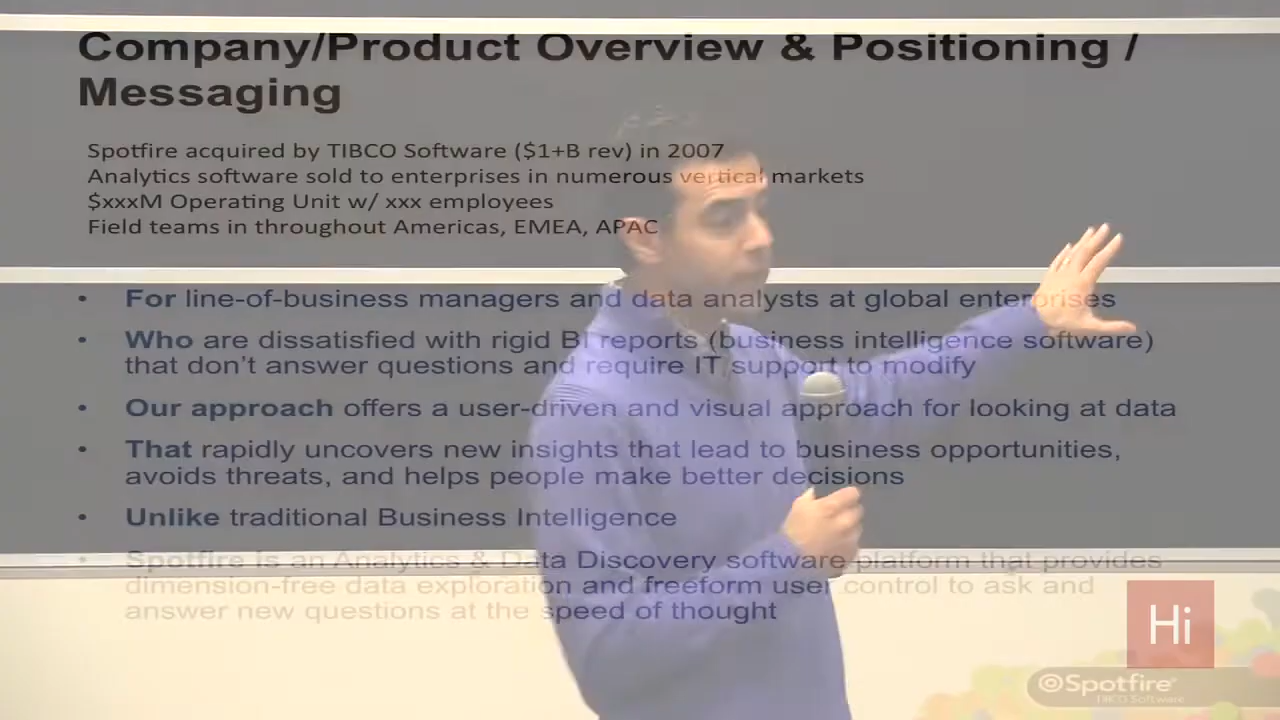 Company/Product Overview & Positioning /
Messaging
Spotfire acquired by TIBCO Software ($1+B rev) in 2007
Analytics software sold to enterprises in numerous vertical markets
$xxxM Operating Unit w/ xxx employees
Field teams in throughout Americas, EMEA, APAC
• For line-of-business managers and data analysts at global enterprises
• Who are dissatisfied with rigid BI reports (business intelligence software)
that don't answer questions and require IT support to modify
• Our approach offers a user-driven and visual approach for looking at data
• That rapidly uncovers new insights that lead to business opportunities,
avoids threats, and helps people make better decisions
• Unlike traditional Business Intelligence
• Spotfire is an Analytics & Data Discovery software platform that provides
dimension-free data exploration and freeform user control to ask and
answer new questions at the speed of thought
Hi
Spotfire®
TIBCO Software